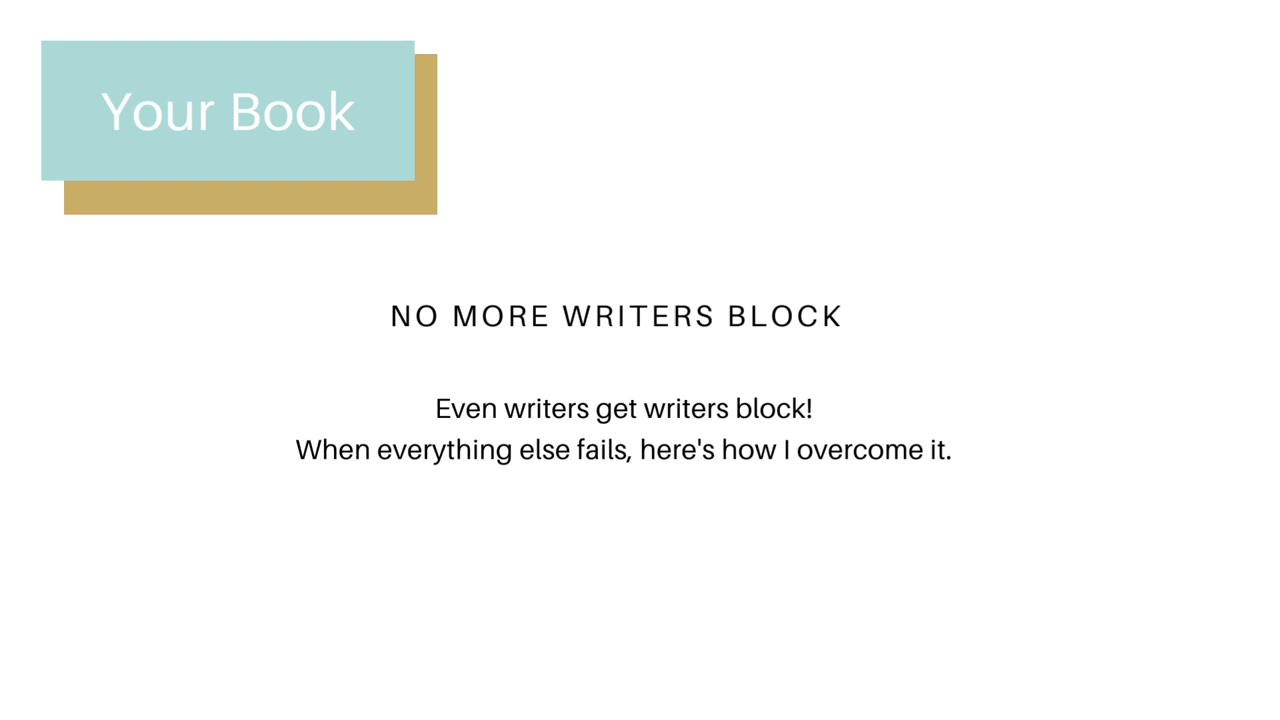 Your Book
NO MORE WRITERS BLOCK
Even writers get writers block!
When everything else fails, here's how I overcome it.